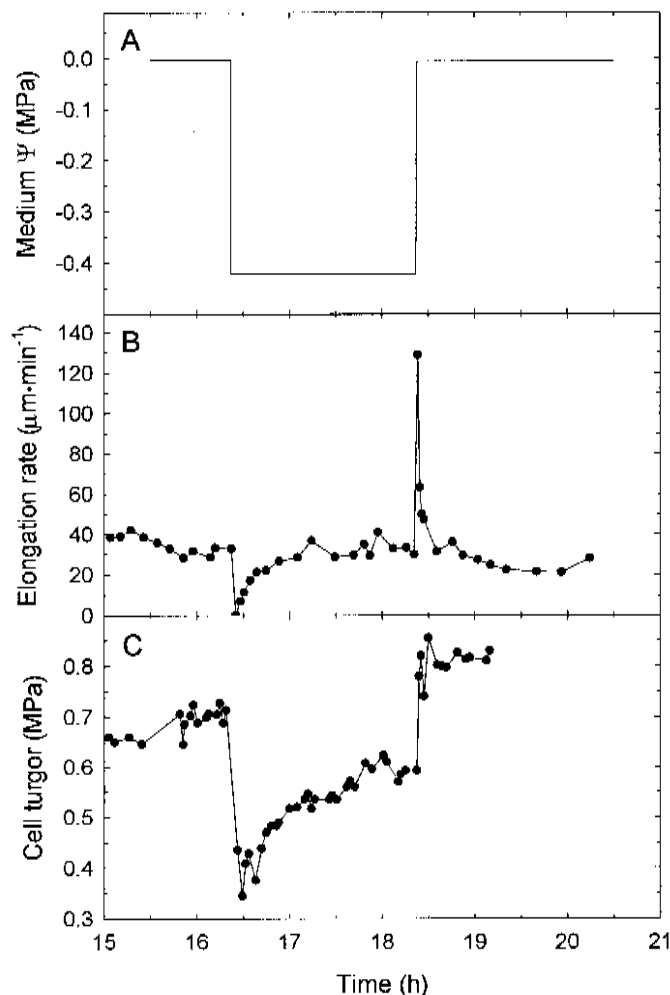 A
Medium Ψ (MPa)
0.0
-0.1
-0.2
-0.3
-0.4
B
Elongation rate (μm•min⁻¹)
140
120
100
80
60
40
20
0
C
Cell turgor (MPa)
0.8
0.7
0.6
0.5
0.4
0.3
15 16 17 18 19 20 21
Time (h)